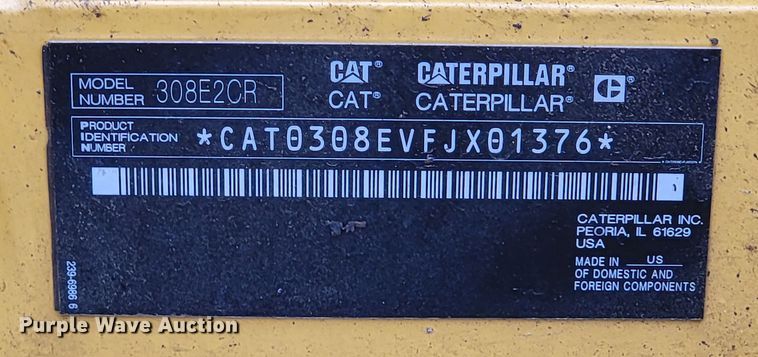 MODEL NUMBER 308E2CR
CAT CATERPILLAR C
CAT® CATERPILLAR®
PRODUCT IDENTIFICATION NUMBER *CAT0308EVFJX01376*
CATERPILLAR INC.
PEORIA, IL 61629
USA
MADE IN US
OF DOMESTIC AND
FOREIGN COMPONENTS
239-6986 6
Purple Wave Auction